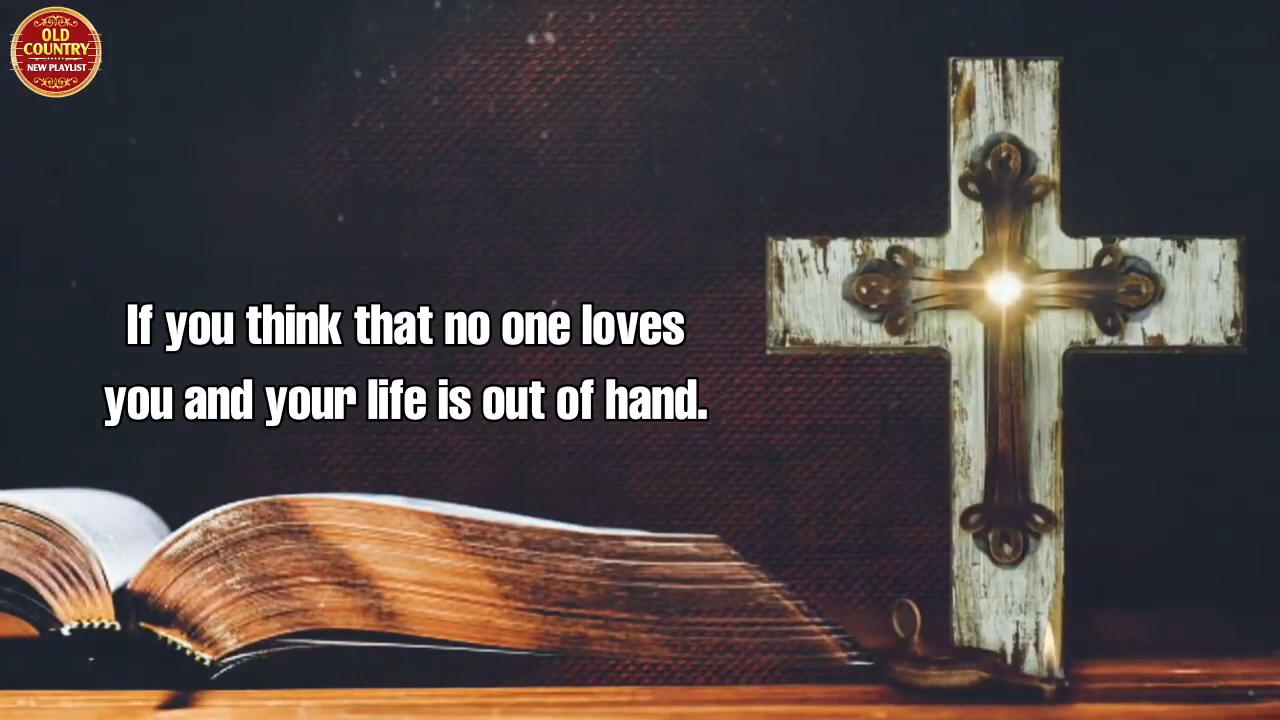 OLD
COUNTRY
NEW PLAYLIST
If you think that no one loves
you and your life is out of hand.